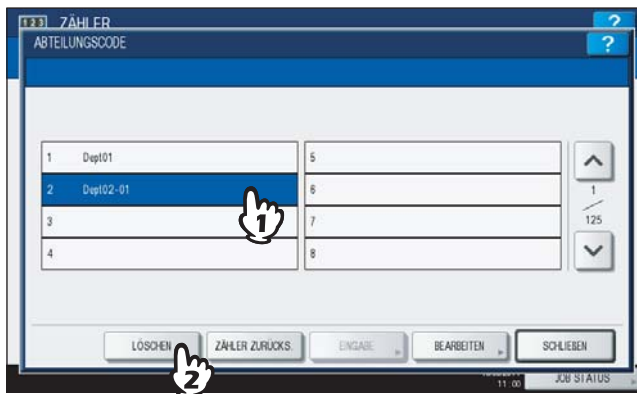 123 ZÄHLER ?
ABTEILUNGSCODE ?
1 Dept01 5
2 Dept02-01 6
1
3 7
4 8
1
125
LÖSCHEN ZÄHLER ZURÜCKS. EINGABE BEARBEITEN SCHLIEßEN
2
11:00 JOB STATUS